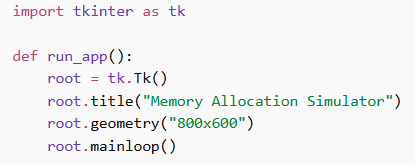 import tkinter as tk
def run_app():
    root = tk.Tk()
    root.title("Memory Allocation Simulator")
    root.geometry("800x600")
    root.mainloop()